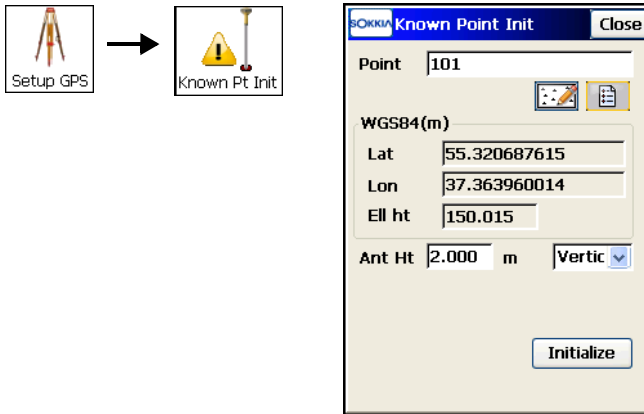 Setup GPS
Known Pt Init
SOKKIA Known Point Init Close
Point 101
WGS84(m)
Lat 55.320687615
Lon 37.363960014
Ell ht 150.015
Ant Ht 2.000 m Vertic
Initialize